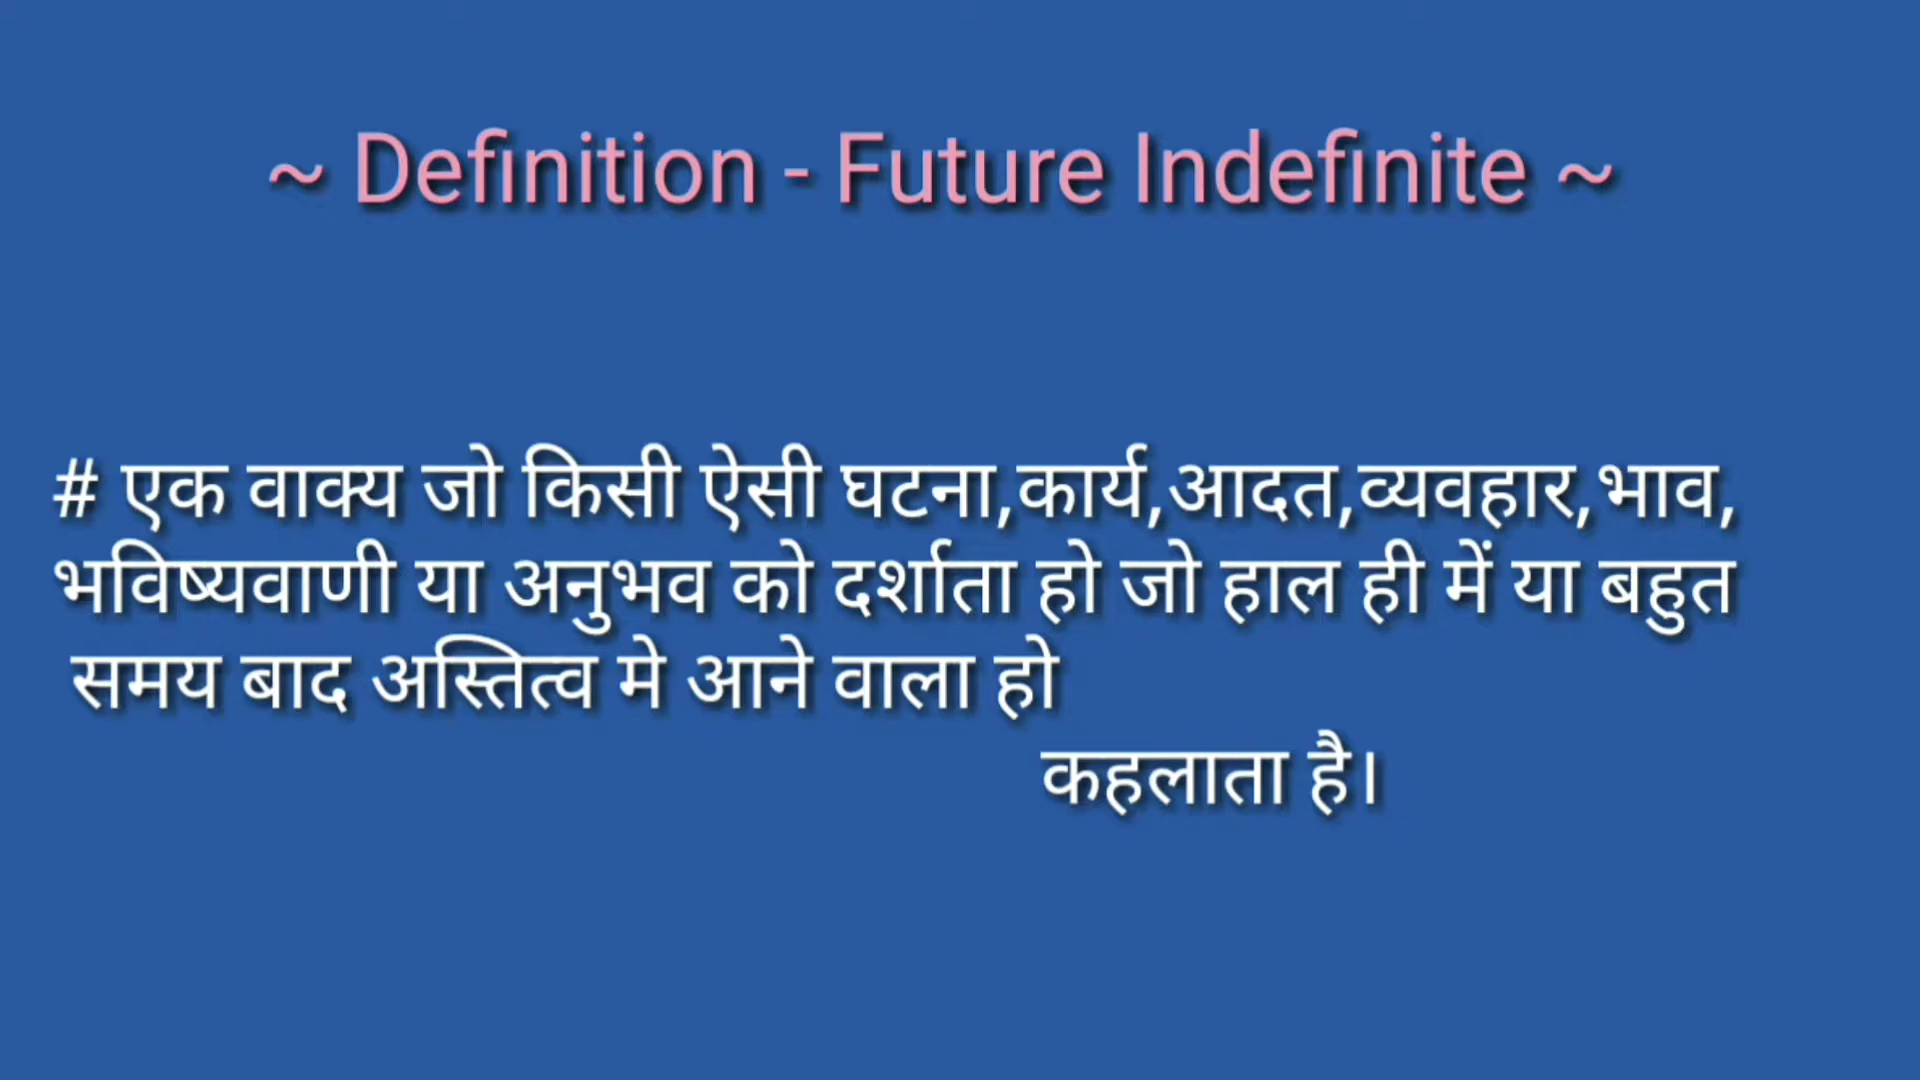 ~ Definition - Future Indefinite ~
# एक वाक्य जो किसी ऐसी घटना,कार्य,आदत,व्यवहार,भाव,
भविष्यवाणी या अनुभव को दर्शाता हो जो हाल ही में या बहुत
समय बाद अस्तित्व मे आने वाला हो
कहलाता है।